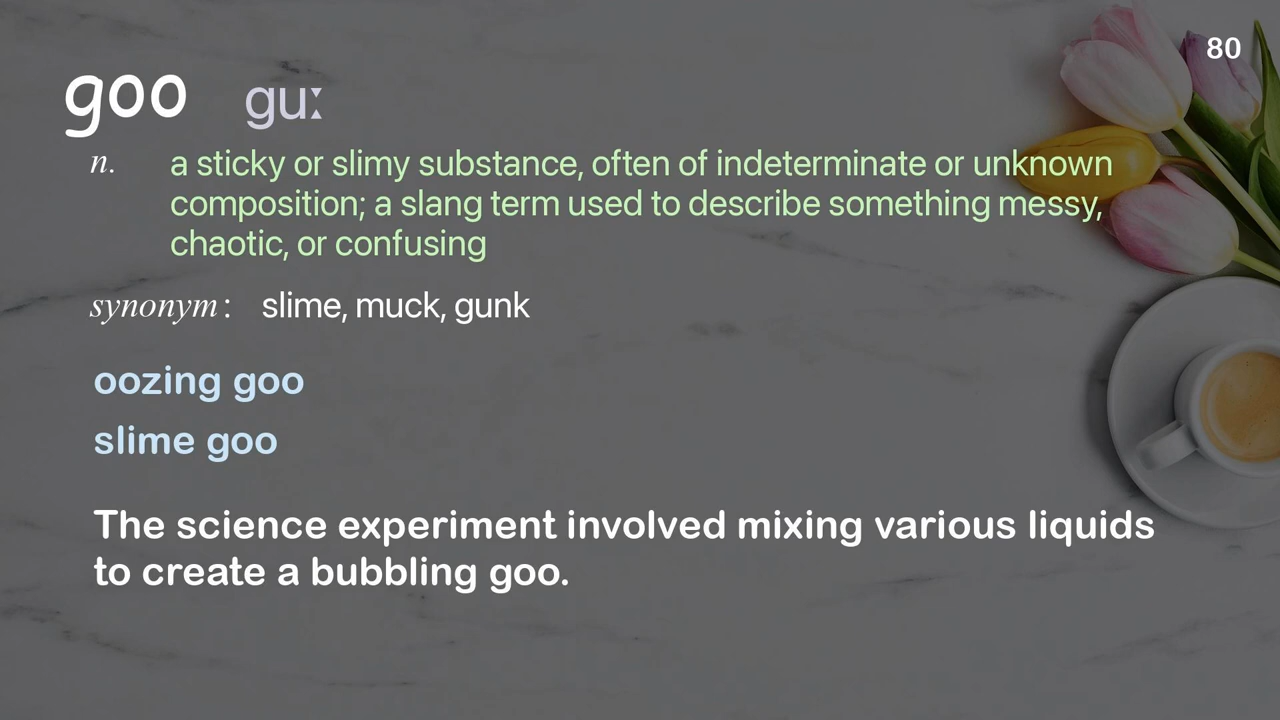 80
goo guː
n. a sticky or slimy substance, often of indeterminate or unknown
composition; a slang term used to describe something messy,
chaotic, or confusing
synonym: slime, muck, gunk
oozing goo
slime goo
The science experiment involved mixing various liquids
to create a bubbling goo.